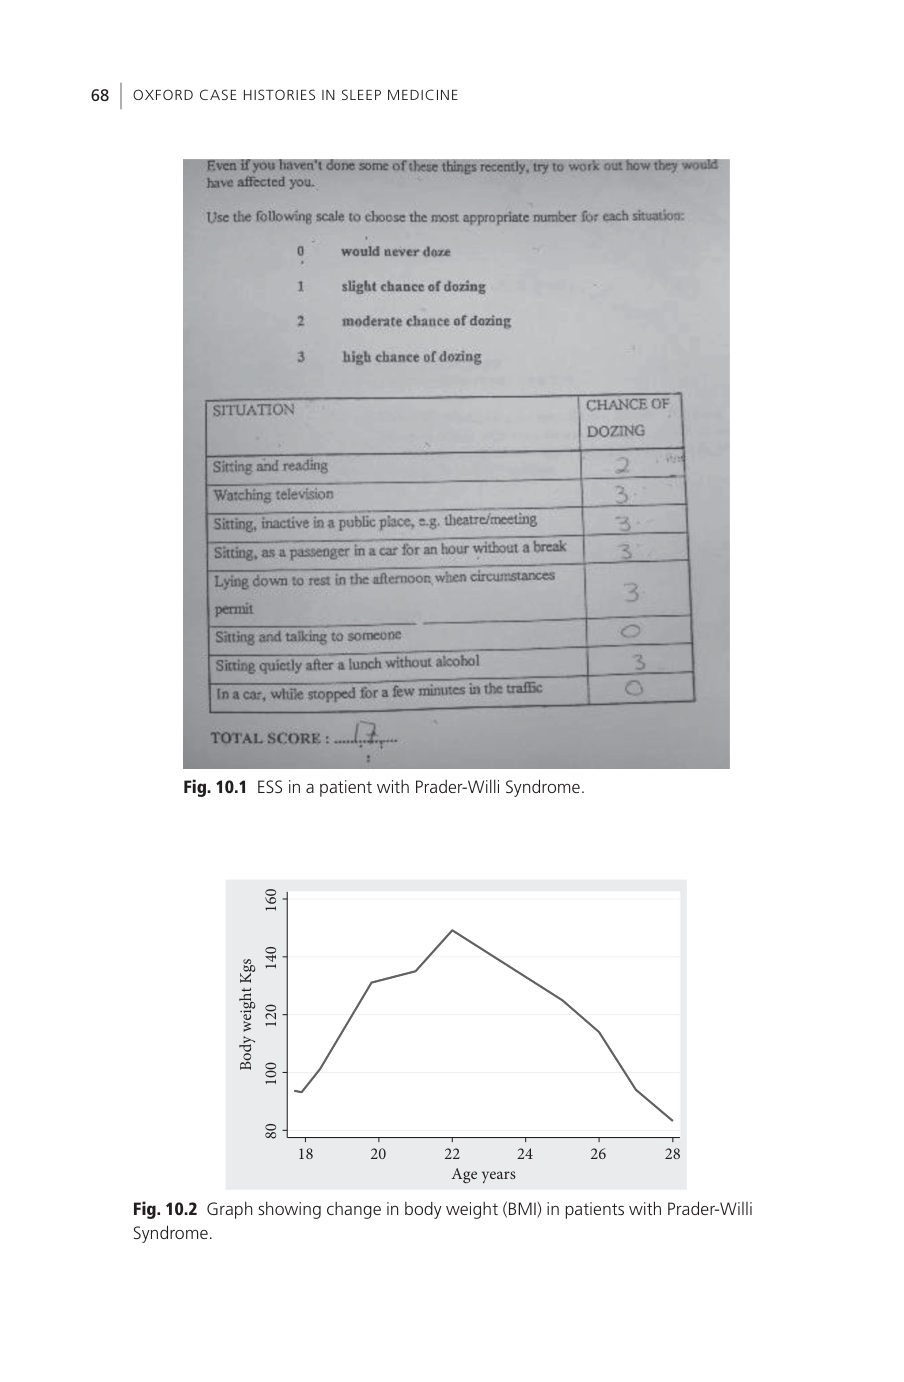 68 OXFORD CASE HISTORIES IN SLEEP MEDICINE
Even if you haven't done some of these things recently, try to work out how they would
have affected you.
Use the following scale to choose the most appropriate number for each situation:
0 would never doze
1 slight chance of dozing
2 moderate chance of dozing
3 high chance of dozing
SITUATION CHANCE OF
DOZING
Sitting and reading 2
Watching television 3
Sitting, inactive in a public place, e.g. theatre/meeting 3
Sitting, as a passenger in a car for an hour without a break 3
Lying down to rest in the afternoon when circumstances
permit 3
Sitting and talking to someone 0
Sitting quietly after a lunch without alcohol 3
In a car, while stopped for a few minutes in the traffic 0
TOTAL SCORE : ......17......
Fig. 10.1 ESS in a patient with Prader-Willi Syndrome.
160
140
120
100
80
Body weight Kgs
18 20 22 24 26 28
Age years
Fig. 10.2 Graph showing change in body weight (BMI) in patients with Prader-Willi
Syndrome.